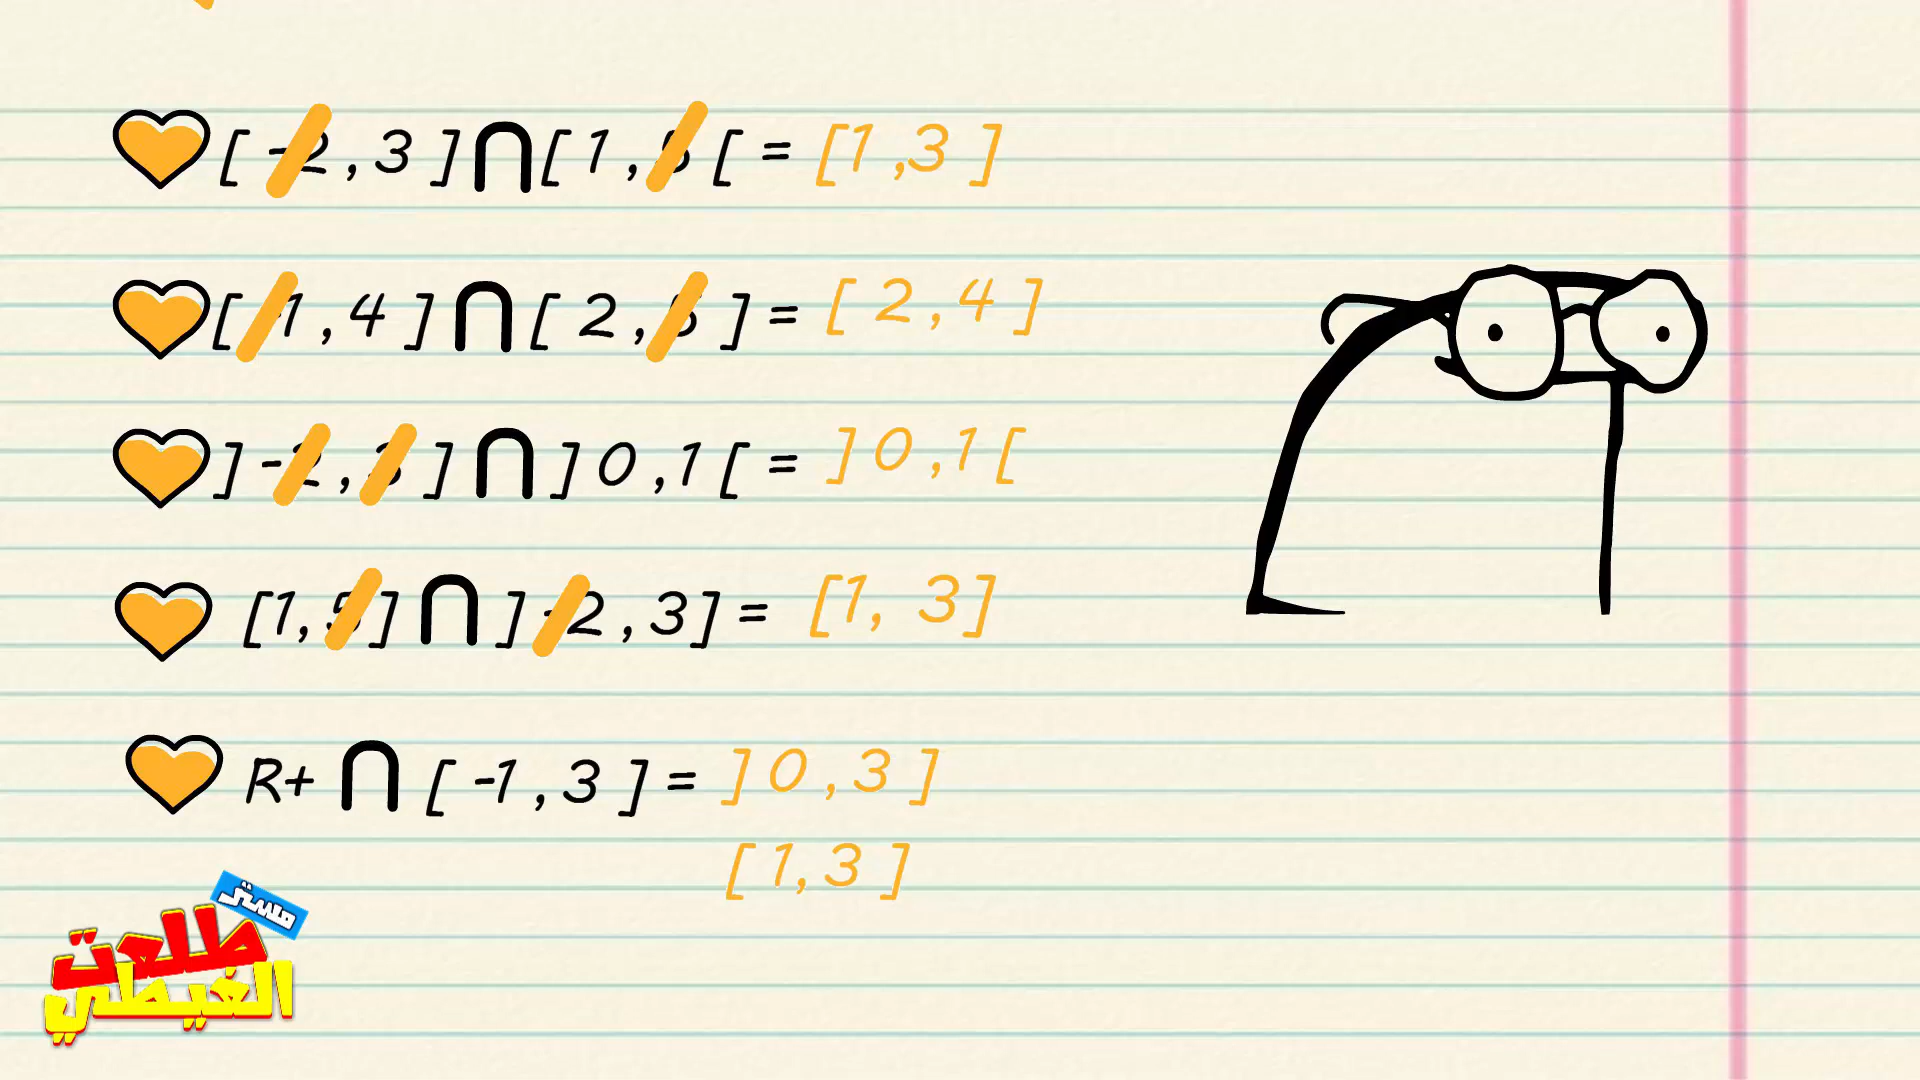 [ -2 , 3 ] ∩ [ 1 , 5 [ = [1 ,3 ]
[ -1 , 4 ] ∩ [ 2 , 5 ] = [ 2 , 4 ]
] -2 , 3 ] ∩ ] 0 , 1 [ = ] 0 , 1 [
[1, 5 ] ∩ ] -2 , 3 ] = [1, 3]
R+ ∩ [ -1 , 3 ] = ] 0 , 3 ]
[ 1, 3 ]
مستر
طلعت
الغيطي